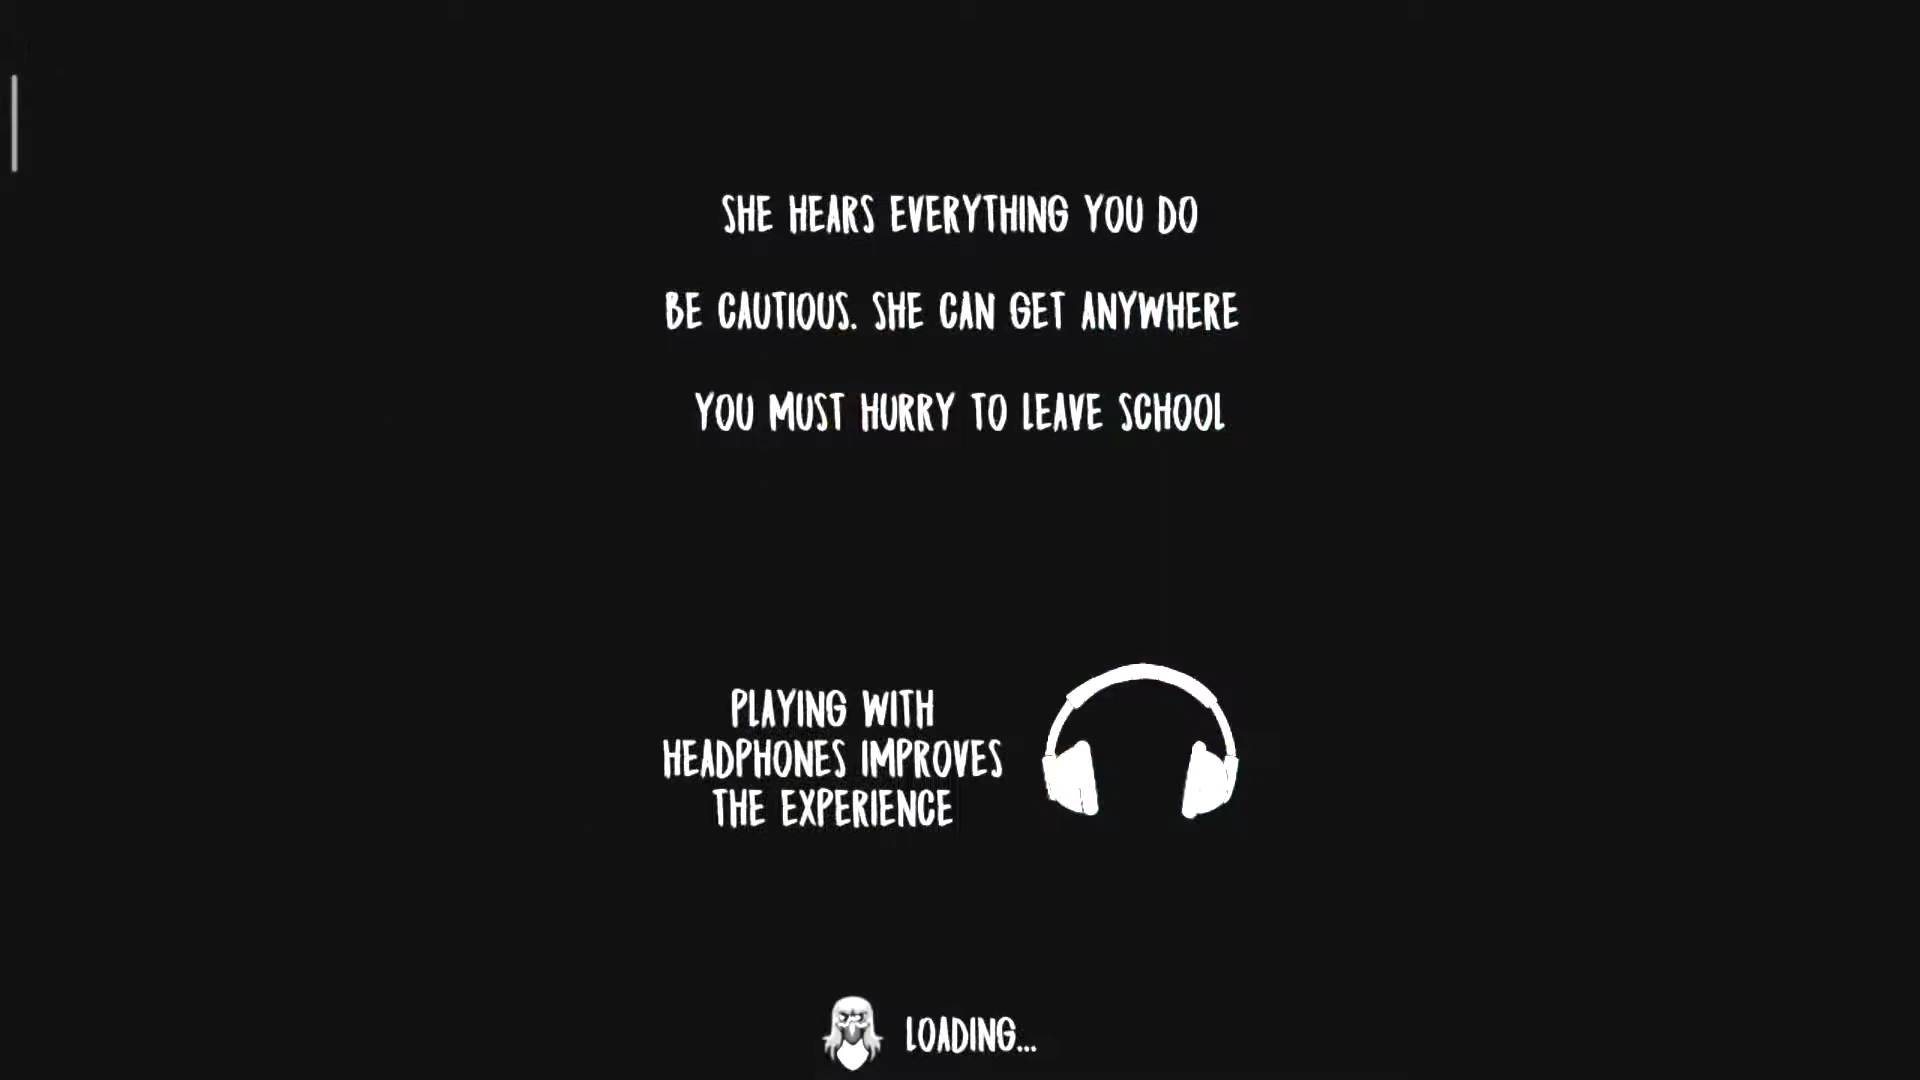 SHE HEARS EVERYTHING YOU DO
BE CAUTIOUS. SHE CAN GET ANYWHERE
YOU MUST HURRY TO LEAVE SCHOOL
PLAYING WITH
HEADPHONES IMPROVES
THE EXPERIENCE
LOADING...